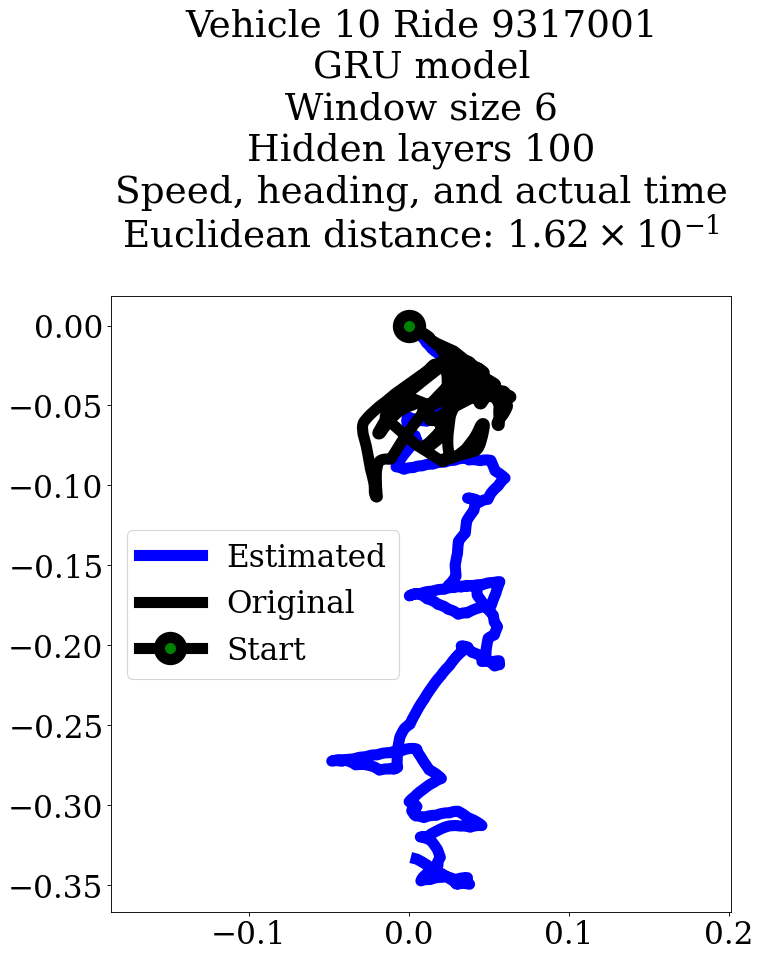 Vehicle 10 Ride 9317001
GRU model
Window size 6
Hidden layers 100
Speed, heading, and actual time
Euclidean distance: 1.62 × 10⁻¹
0.00
−0.05
−0.10
−0.15
−0.20
−0.25
−0.30
−0.35
Estimated
Original
Start
−0.1
0.0
0.1
0.2